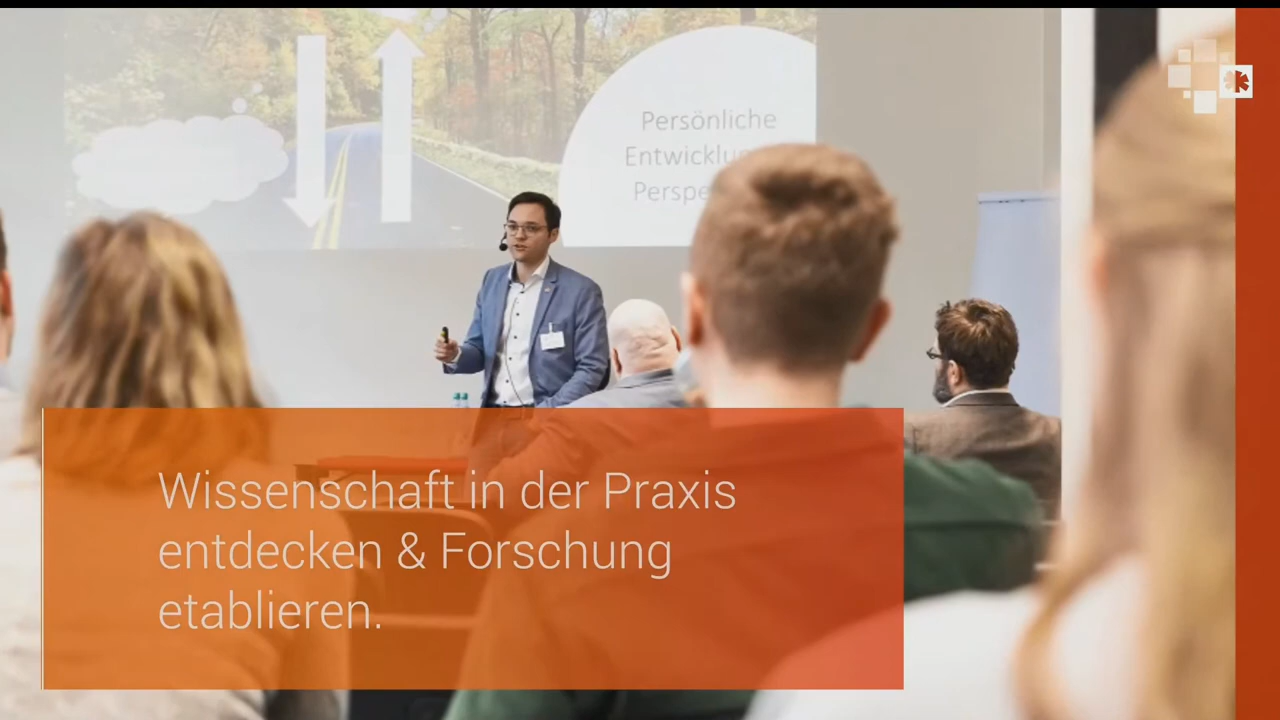 Persönliche
Wissenschaft in der Praxis
entdecken & Forschung
etablieren.